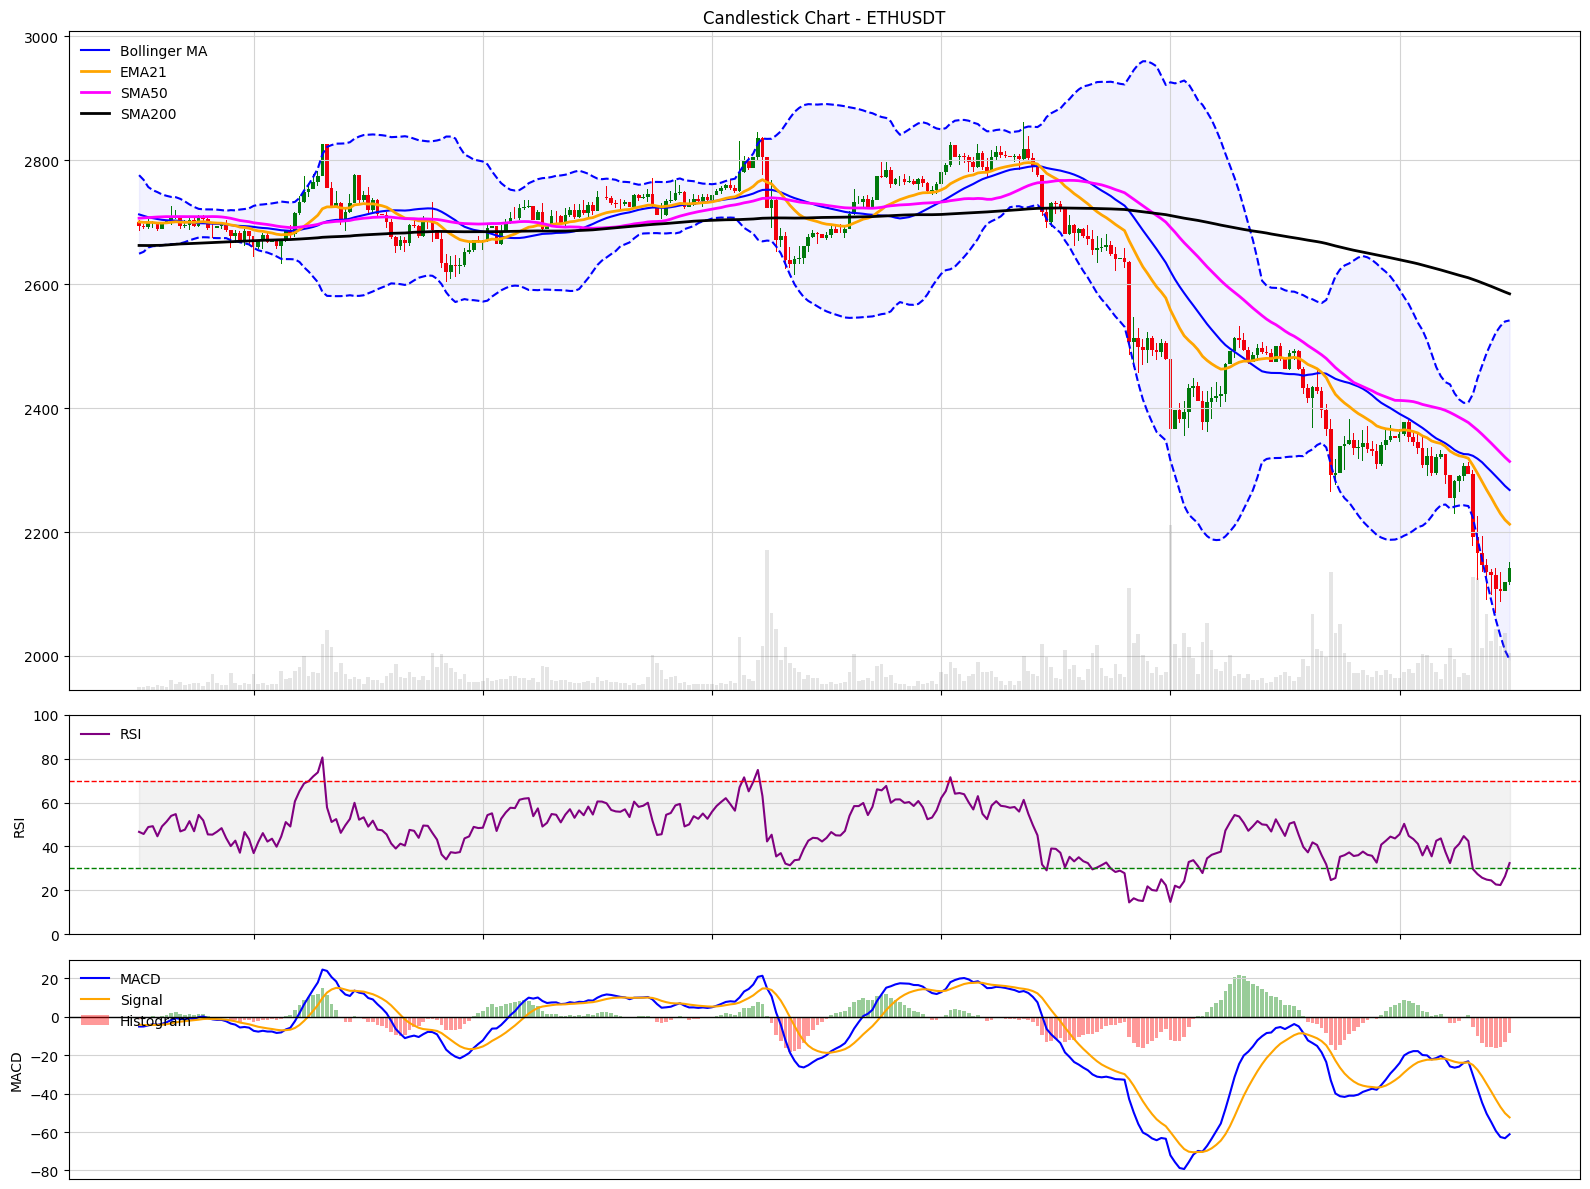 Candlestick Chart - ETHUSDT
3000
2800
2600
2400
2200
2000
Bollinger MA
EMA21
SMA50
SMA200
100
80
60
40
20
0
RSI
RSI
20
0
−20
−40
−60
−80
MACD
MACD
Signal
Histogram